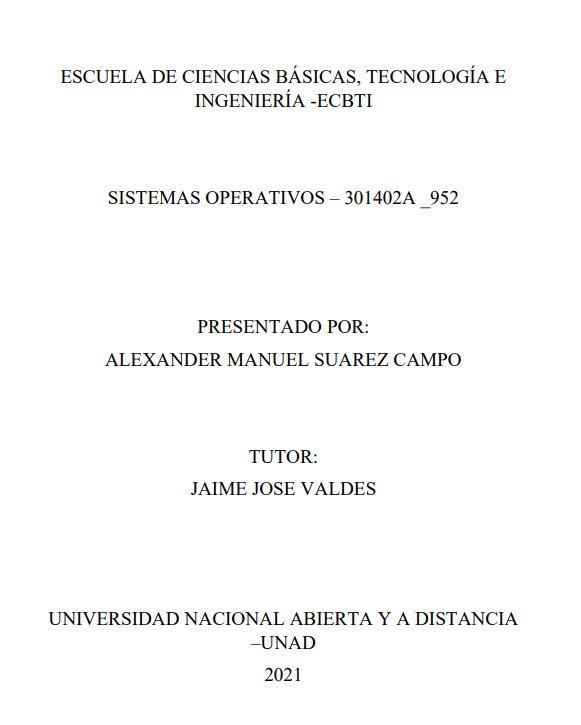 ESCUELA DE CIENCIAS BÁSICAS, TECNOLOGÍA E
INGENIERÍA -ECBTI
SISTEMAS OPERATIVOS – 301402A _952
PRESENTADO POR:
ALEXANDER MANUEL SUAREZ CAMPO
TUTOR:
JAIME JOSE VALDES
UNIVERSIDAD NACIONAL ABIERTA Y A DISTANCIA
–UNAD
2021